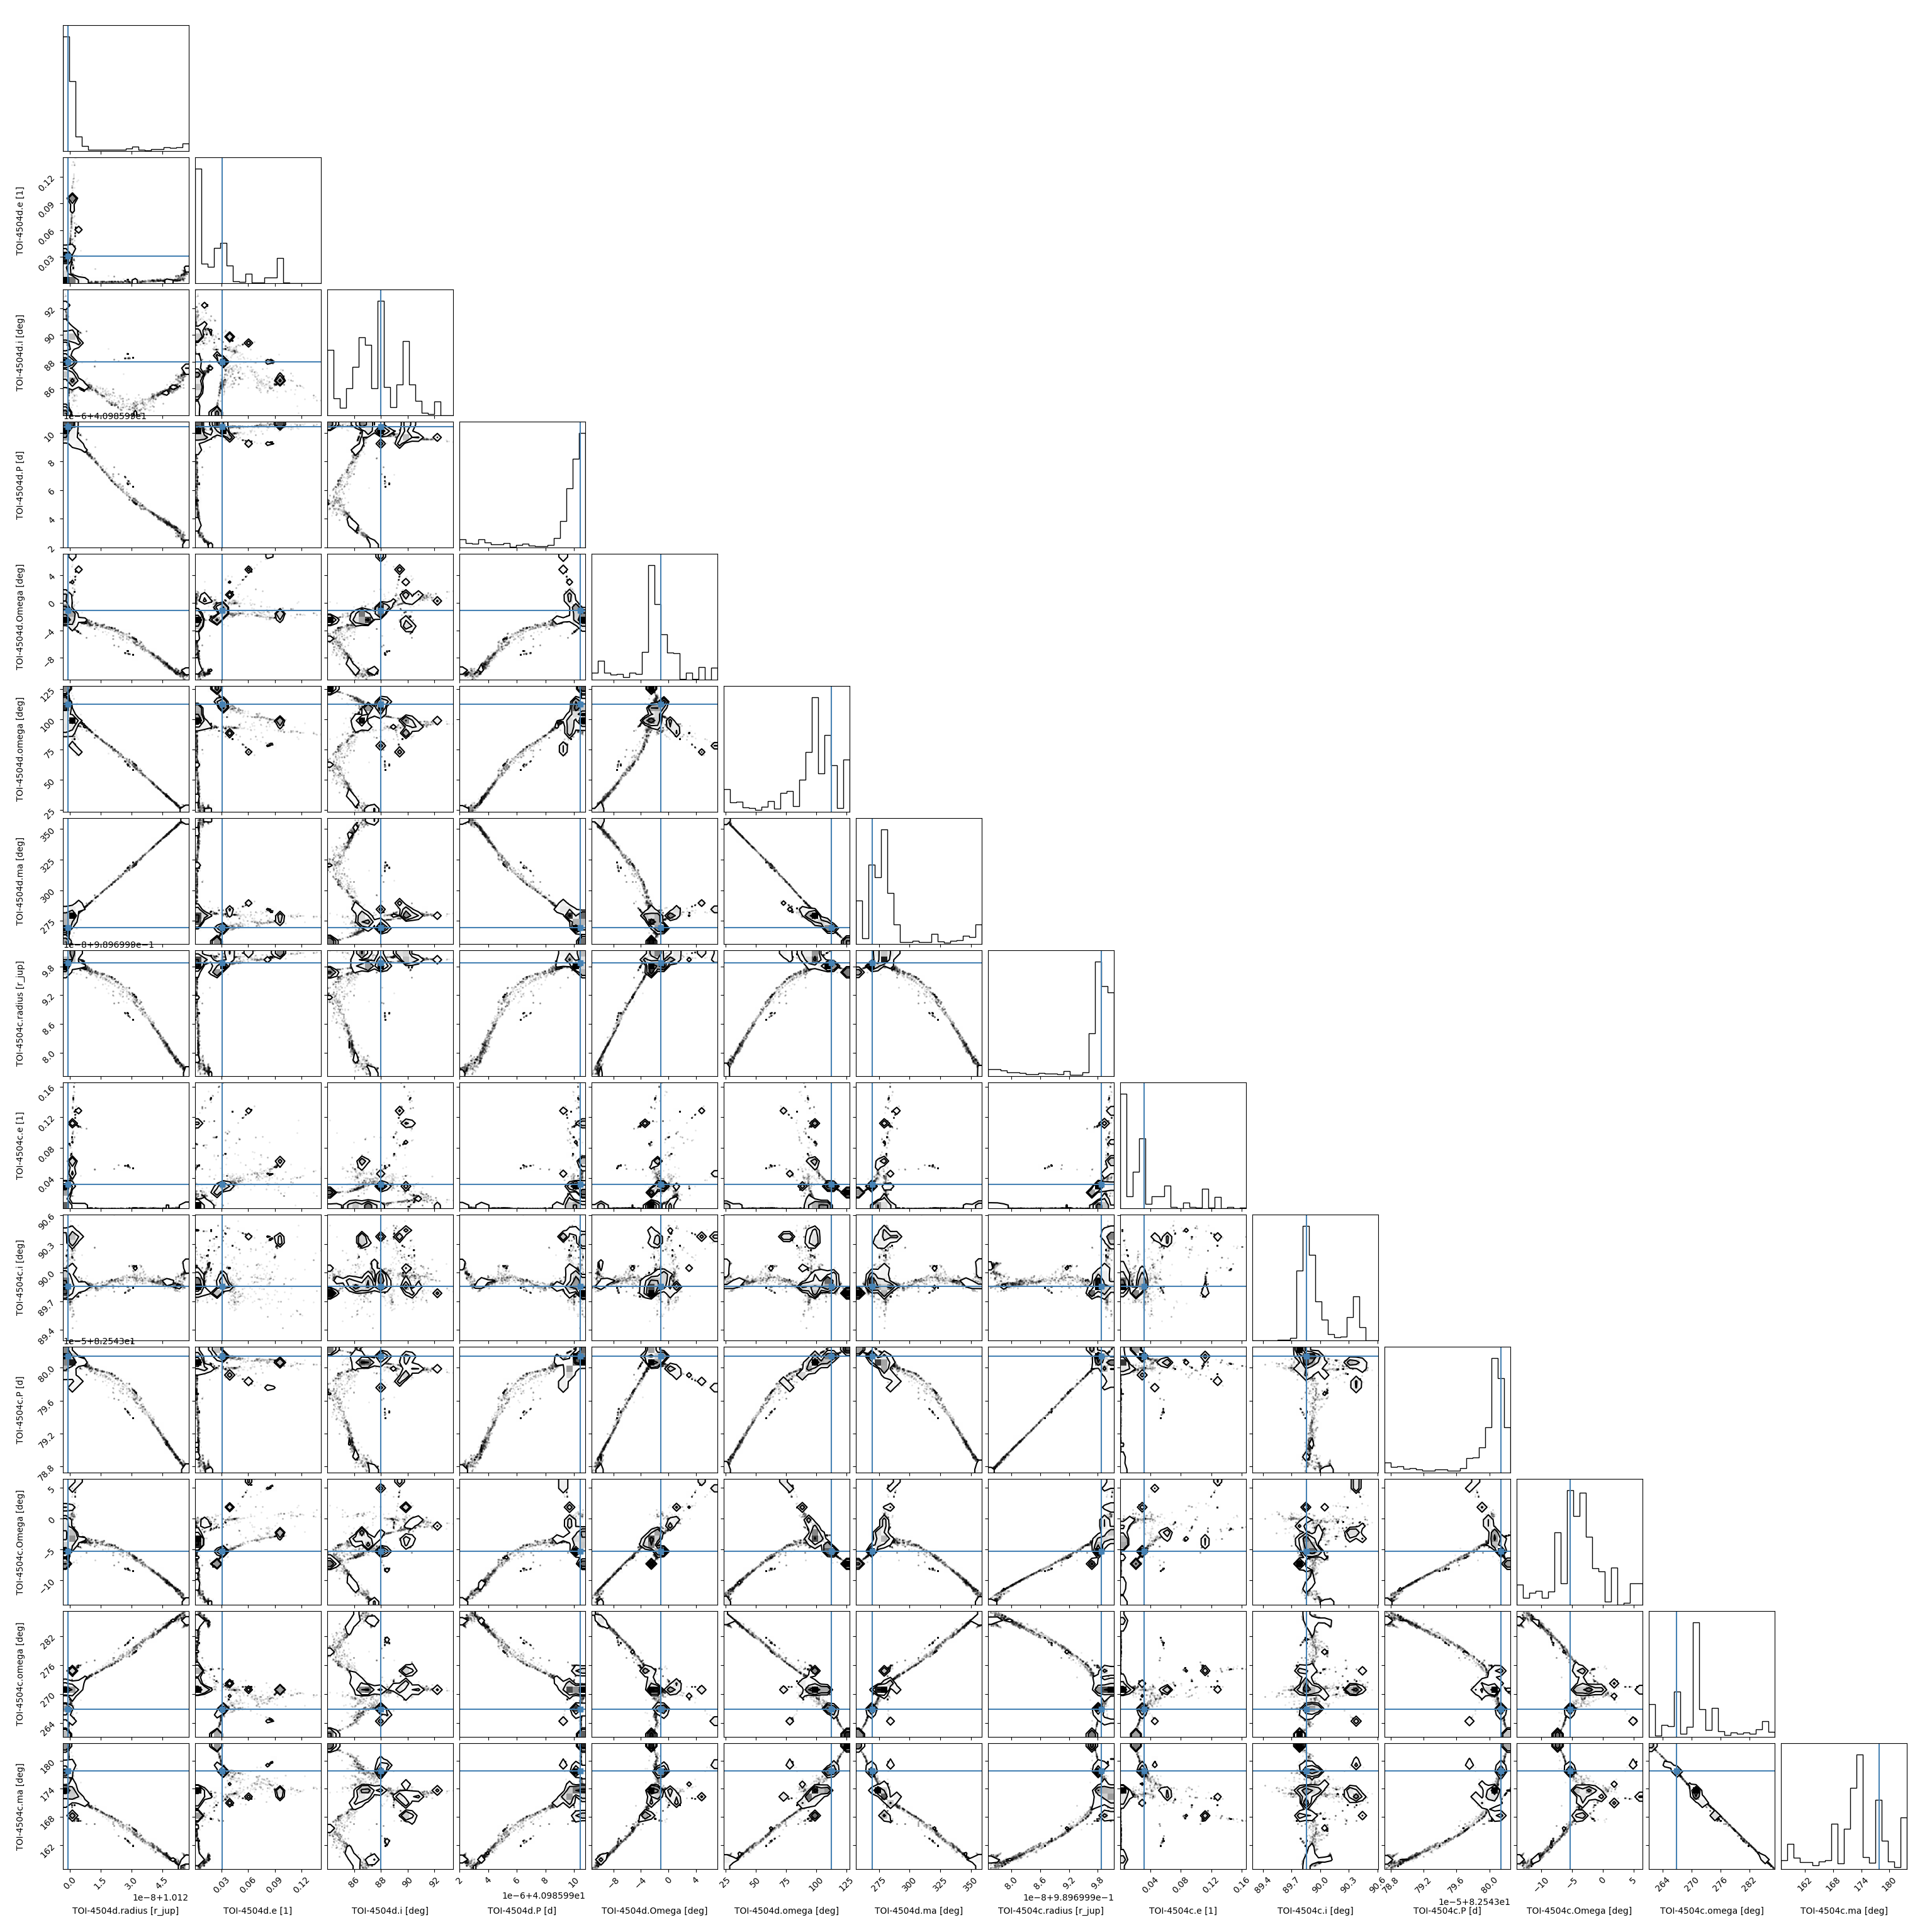 TOI-4504d.e [1]
0.12
0.09
0.06
0.03
TOI-4504d.i [deg]
92
90
88
86
1e−6+4.098599e1
TOI-4504d.P [d]
10
8
6
4
2
TOI-4504d.Omega [deg]
4
0
−4
−8
TOI-4504d.omega [deg]
125
100
75
50
25
TOI-4504d.ma [deg]
350
325
300
275
1e−8+9.896999e−1
TOI-4504c.radius [r_jup]
9.8
9.2
8.6
8.0
TOI-4504c.e [1]
0.16
0.12
0.08
0.04
TOI-4504c.i [deg]
90.6
90.3
90.0
89.7
89.4
1e−5+8.2543e1
TOI-4504c.P [d]
80.0
79.6
79.2
78.8
TOI-4504c.Omega [deg]
5
0
−5
−10
TOI-4504c.omega [deg]
282
276
270
264
TOI-4504c.ma [deg]
180
174
168
162
0.0 1.5 3.0 4.5 0.03 0.06 0.09 0.12 86 88 90 92 2 4 6 8 10 −8 −4 0 4 25 50 75 100 125 275 300 325 350 8.0 8.6 9.2 9.8 0.04 0.08 0.12 0.16 89.4 89.7 90.0 90.3 90.6 78.8 79.2 79.6 80.0 −10 −5 0 5 264 270 276 282 162 168 174 180
1e−8+1.012 1e−6+4.098599e1 1e−8+9.896999e−1 1e−5+8.2543e1
TOI-4504d.radius [r_jup] TOI-4504d.e [1] TOI-4504d.i [deg] TOI-4504d.P [d] TOI-4504d.Omega [deg] TOI-4504d.omega [deg] TOI-4504d.ma [deg] TOI-4504c.radius [r_jup] TOI-4504c.e [1] TOI-4504c.i [deg] TOI-4504c.P [d] TOI-4504c.Omega [deg] TOI-4504c.omega [deg] TOI-4504c.ma [deg]